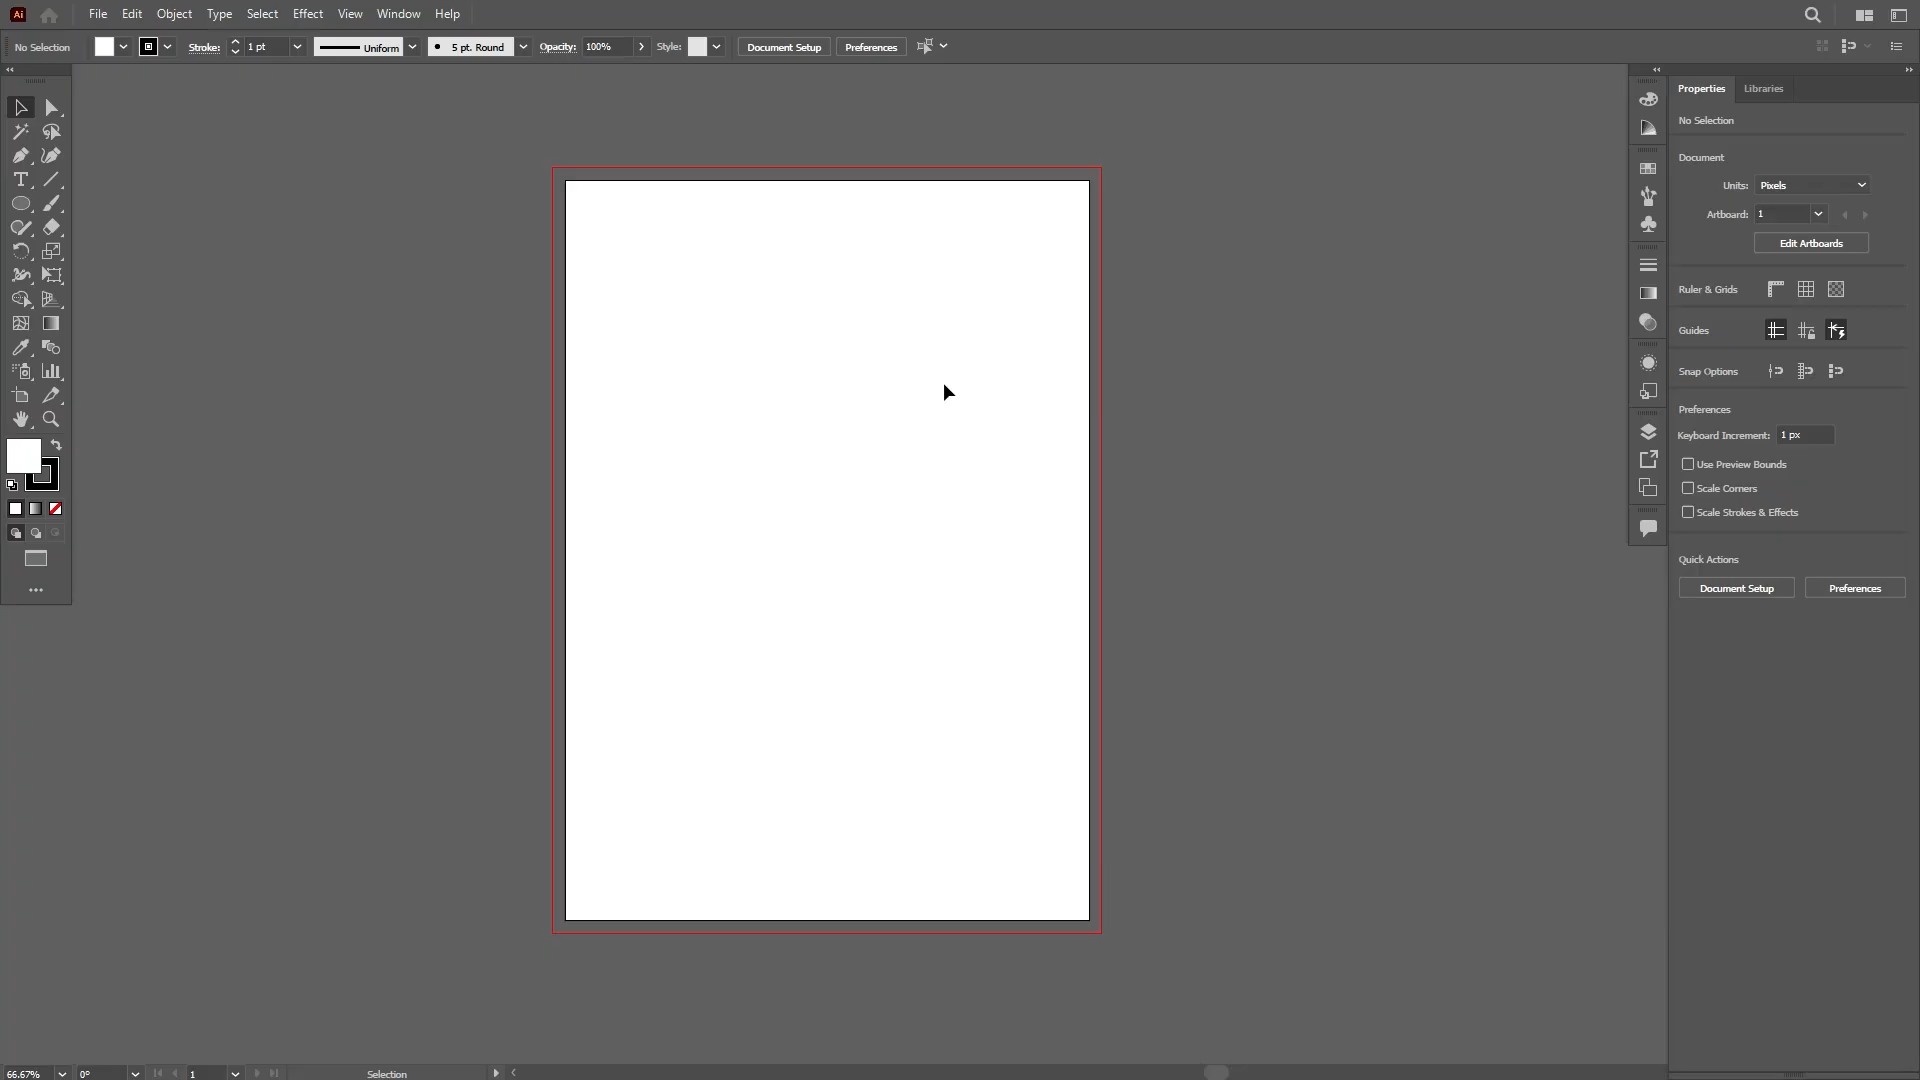 Ai File Edit Object Type Select Effect View Window Help
No Selection Stroke: 1 pt Uniform 5 pt. Round Opacity: 100% Style: Document Setup Preferences
Properties Libraries
No Selection
Document
Units: Pixels
Artboard: 1
Edit Artboards
Ruler & Grids
Guides
Snap Options
Preferences
Keyboard Increment: 1 px
Use Preview Bounds
Scale Corners
Scale Strokes & Effects
Quick Actions
Document Setup Preferences
66.67% 0° 1 Selection